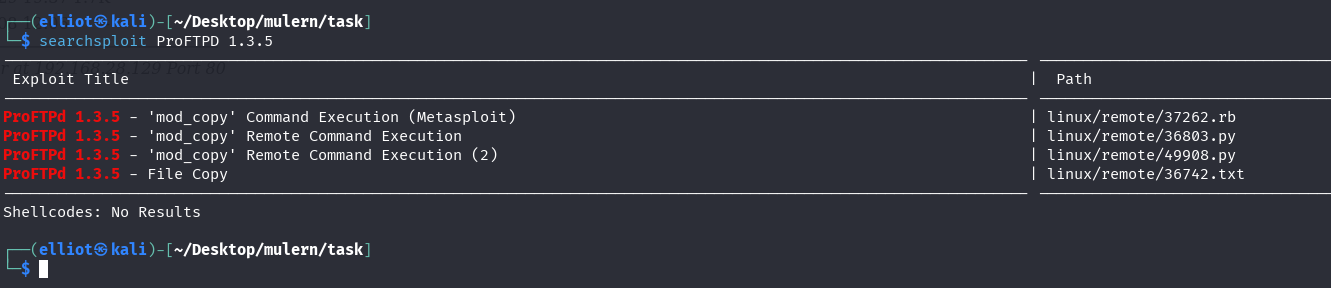 (elliot㉿kali)-[~/Desktop/mulern/task]
$ searchsploit ProFTPD 1.3.5
129 Port 80
Exploit Title | Path
ProFTPd 1.3.5 - 'mod_copy' Command Execution (Metasploit) | linux/remote/37262.rb
ProFTPd 1.3.5 - 'mod_copy' Remote Command Execution | linux/remote/36803.py
ProFTPd 1.3.5 - 'mod_copy' Remote Command Execution (2) | linux/remote/49908.py
ProFTPd 1.3.5 - File Copy | linux/remote/36742.txt
Shellcodes: No Results
(elliot㉿kali)-[~/Desktop/mulern/task]
$